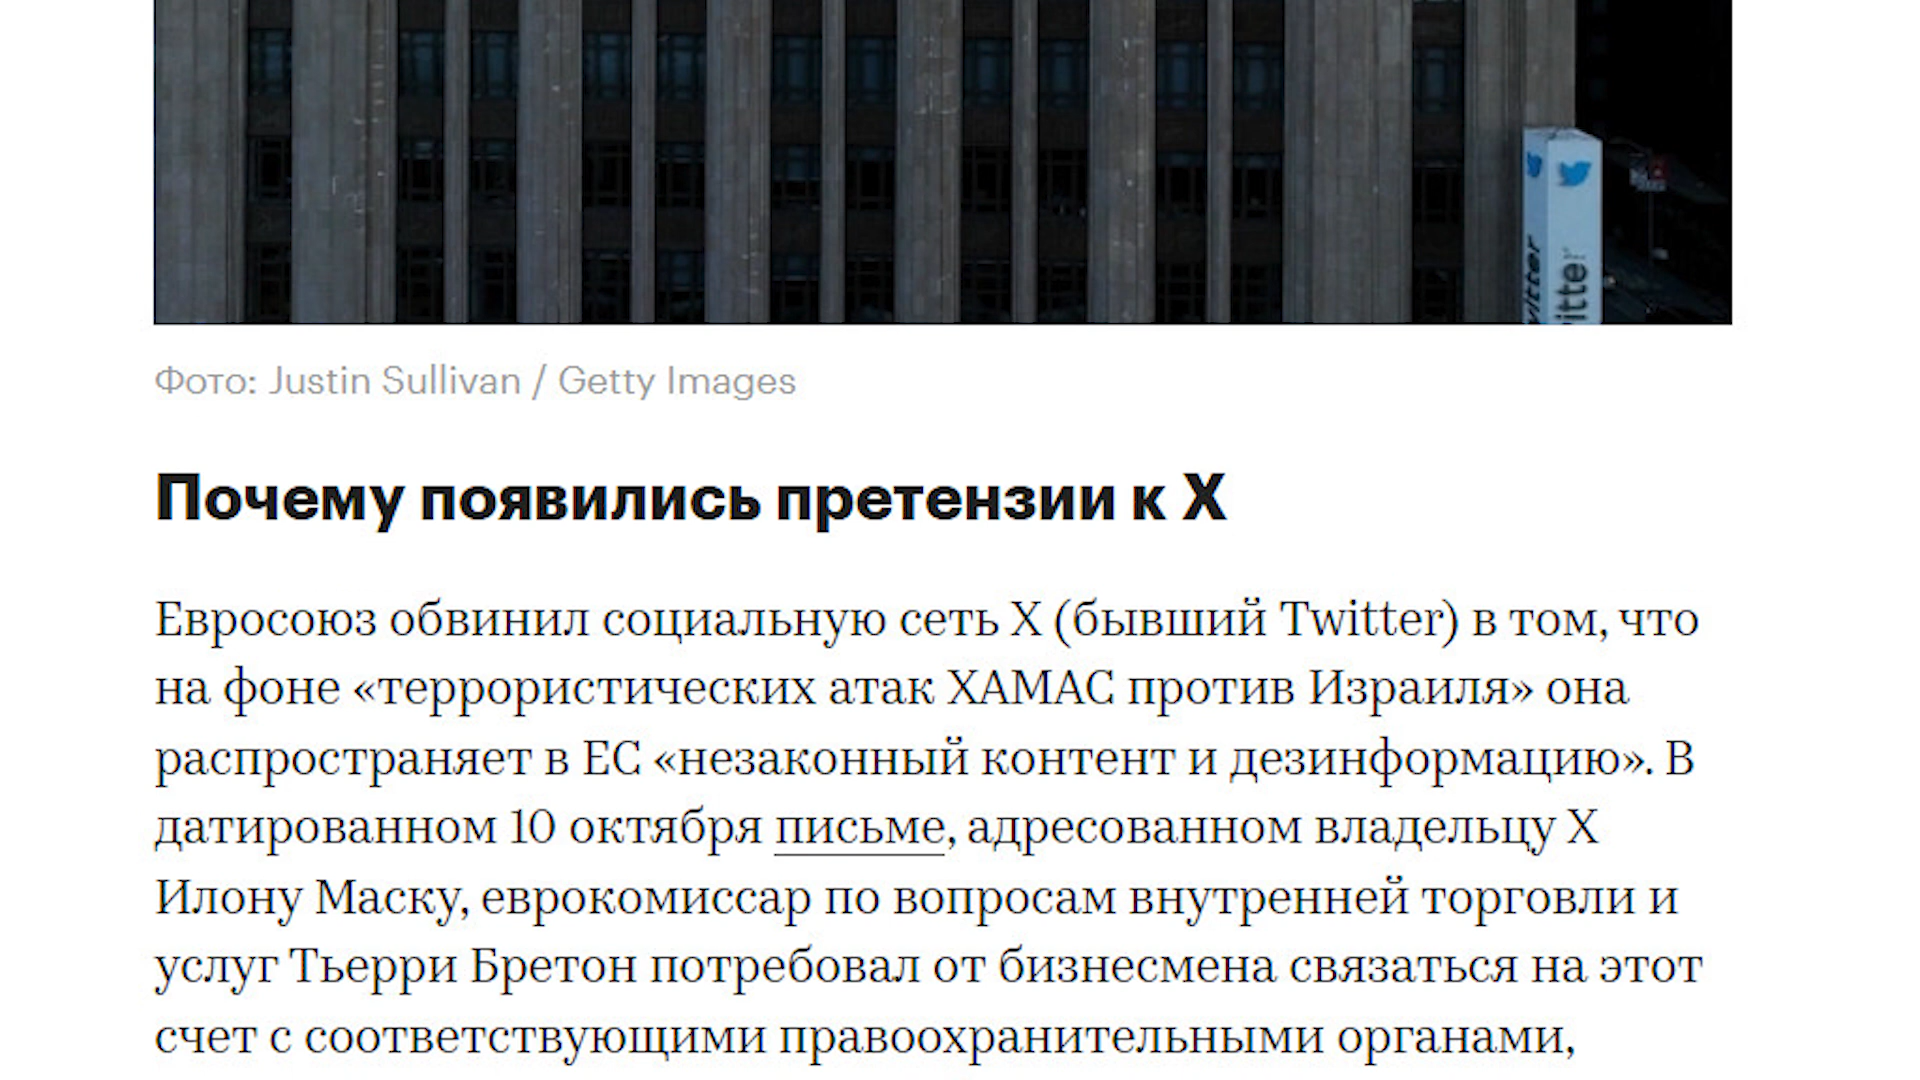 witter
itter
Фото: Justin Sullivan / Getty Images
Почему появились претензии к X
Евросоюз обвинил социальную сеть X (бывший Twitter) в том, что
на фоне «террористических атак ХАМАС против Израиля» она
распространяет в ЕС «незаконный контент и дезинформацию». В
датированном 10 октября письме, адресованном владельцу X
Илону Маску, еврокомиссар по вопросам внутренней торговли и
услуг Тьерри Бретон потребовал от бизнесмена связаться на этот
счет с соответствующими правоохранительными органами,